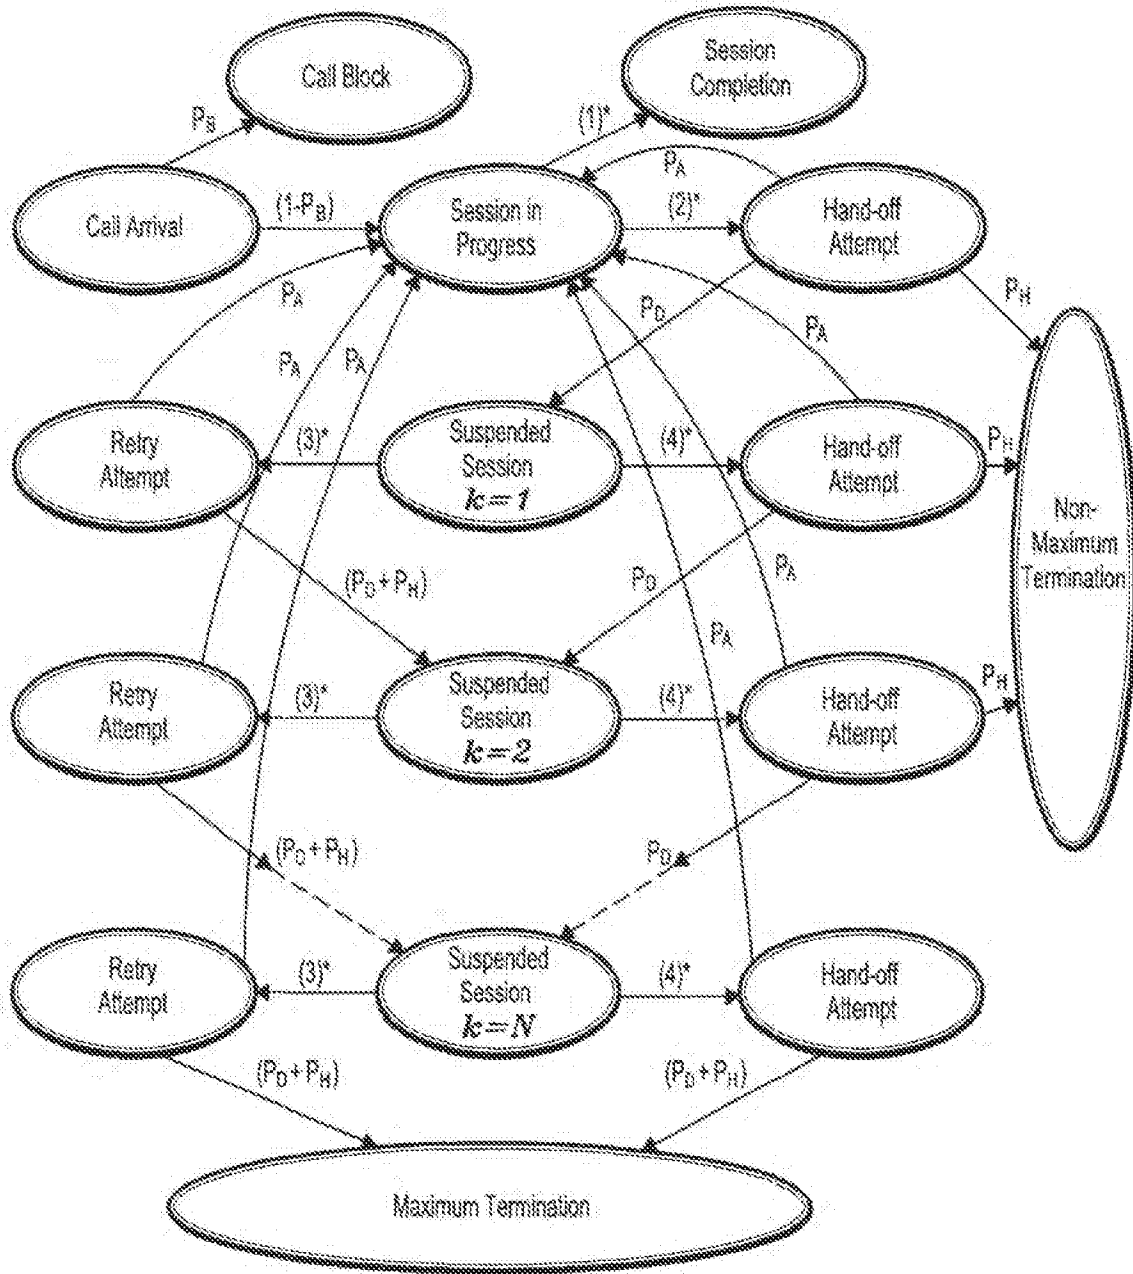 Call Block
Session
Completion
P_B
(1)*
P_A
Call Arrival
(1-P_B)
Session in
Progress
(2)*
Hand-off
Attempt
P_H
P_A
P_D
P_A
P_A
P_A
Retry
Attempt
(3)*
Suspended
Session
k=1
(4)*
Hand-off
Attempt
P_H
Non-
Maximum
Termination
(P_D + P_H)
P_D
P_A
P_A
Retry
Attempt
(3)*
Suspended
Session
k=2
(4)*
Hand-off
Attempt
P_H
(P_D + P_H)
P_D
Retry
Attempt
(3)*
Suspended
Session
k=N
(4)*
Hand-off
Attempt
(P_D + P_H)
(P_D + P_H)
Maximum Termination